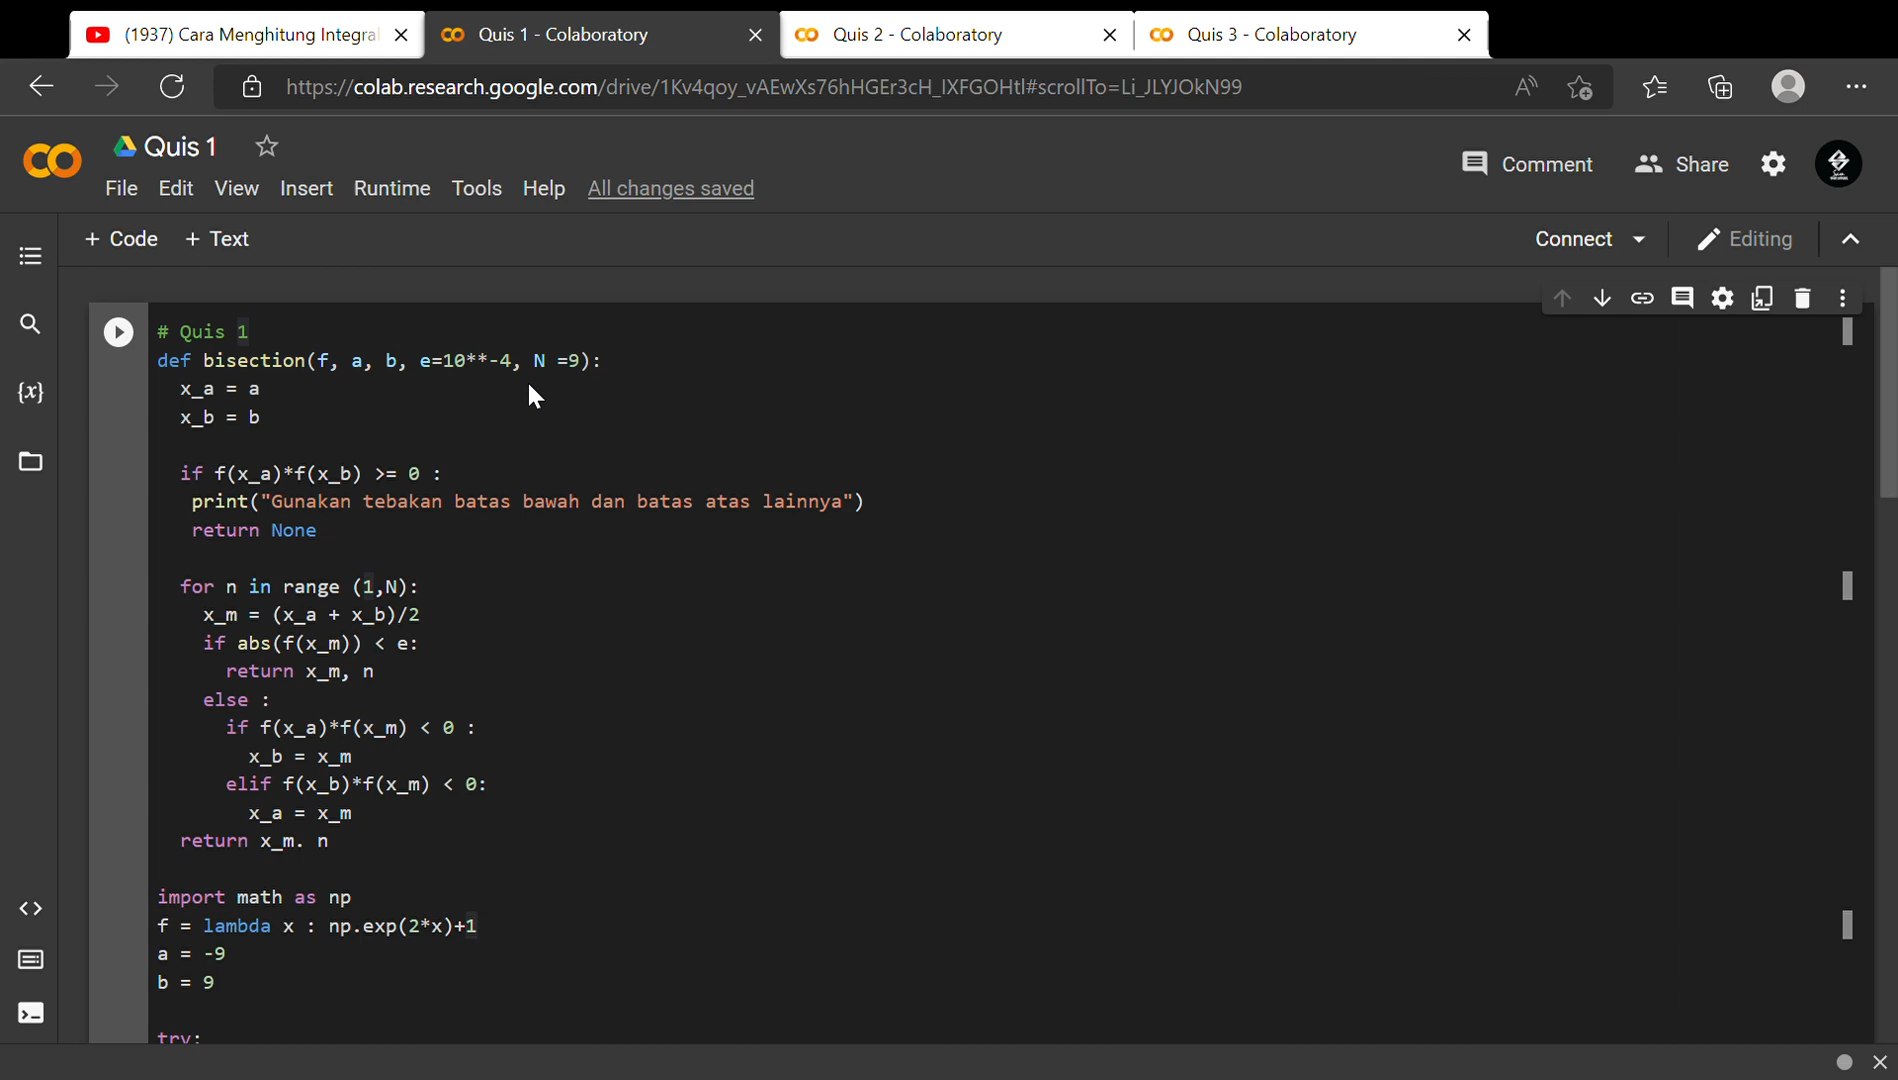 (1937) Cara Menghitung Integral
Quis 1 - Colaboratory
Quis 2 - Colaboratory
Quis 3 - Colaboratory
https://colab.research.google.com/drive/1Kv4qoy_vAEwXs76hHGEr3cH_IXFGOHtI#scrollTo=Li_JLYJOkN99
Quis 1
Comment
Share
File Edit View Insert Runtime Tools Help All changes saved
+ Code + Text
Connect
Editing
# Quis 1
def bisection(f, a, b, e=10**-4, N =9):
x_a = a
x_b = b
if f(x_a)*f(x_b) >= 0 :
print("Gunakan tebakan batas bawah dan batas atas lainnya")
return None
for n in range (1,N):
x_m = (x_a + x_b)/2
if abs(f(x_m)) < e:
return x_m, n
else :
if f(x_a)*f(x_m) < 0 :
x_b = x_m
elif f(x_b)*f(x_m) < 0:
x_a = x_m
return x_m. n
import math as np
f = lambda x : np.exp(2*x)+1
a = -9
b = 9
try: